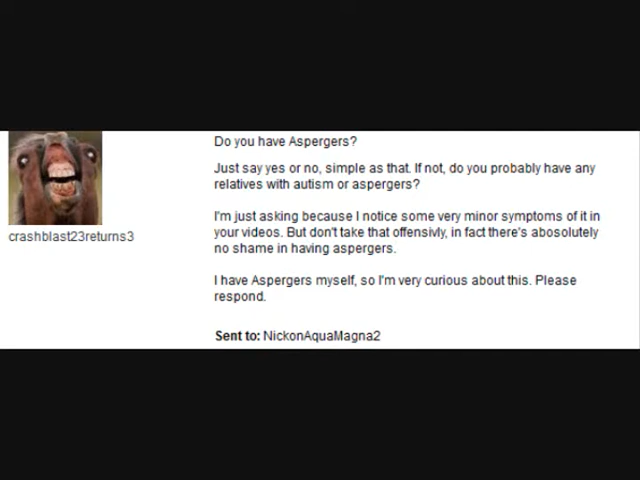 Do you have Aspergers?
Just say yes or no, simple as that. If not, do you probably have any
relatives with autism or aspergers?
I'm just asking because I notice some very minor symptoms of it in
your videos. But don't take that offensivly, in fact there's abosolutely
no shame in having aspergers.
I have Aspergers myself, so I'm very curious about this. Please
respond.
Sent to: NickonAquaMagna2
crashblast23returns3